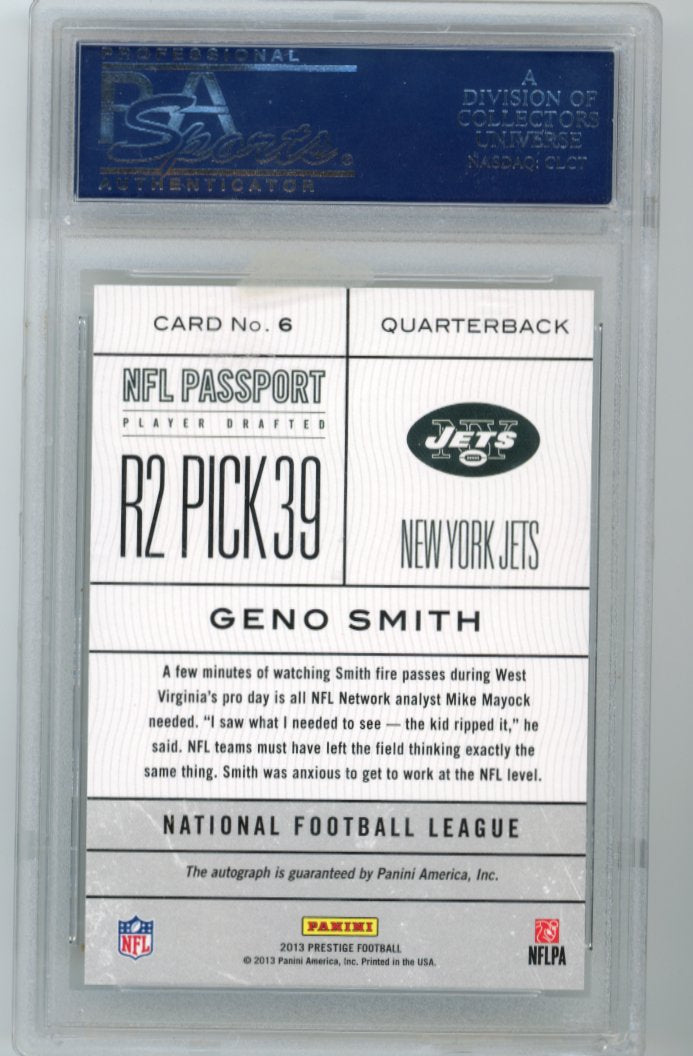 PROFESSIONAL
PSA
Sports®
AUTHENTICATOR
A
DIVISION OF
COLLECTORS
UNIVERSE
NASDAQ: CLCT
CARD No. 6
QUARTERBACK
NFL PASSPORT
PLAYER DRAFTED
R2 PICK 39
NY
JETS
NEW YORK JETS
GENO SMITH
A few minutes of watching Smith fire passes during West
Virginia's pro day is all NFL Network analyst Mike Mayock
needed. “I saw what I needed to see — the kid ripped it,” he
said. NFL teams must have left the field thinking exactly the
same thing. Smith was anxious to get to work at the NFL level.
NATIONAL FOOTBALL LEAGUE
The autograph is guaranteed by Panini America, Inc.
NFL
PANINI
2013 PRESTIGE FOOTBALL
© 2013 Panini America, Inc. Printed in the USA.
NFLPA